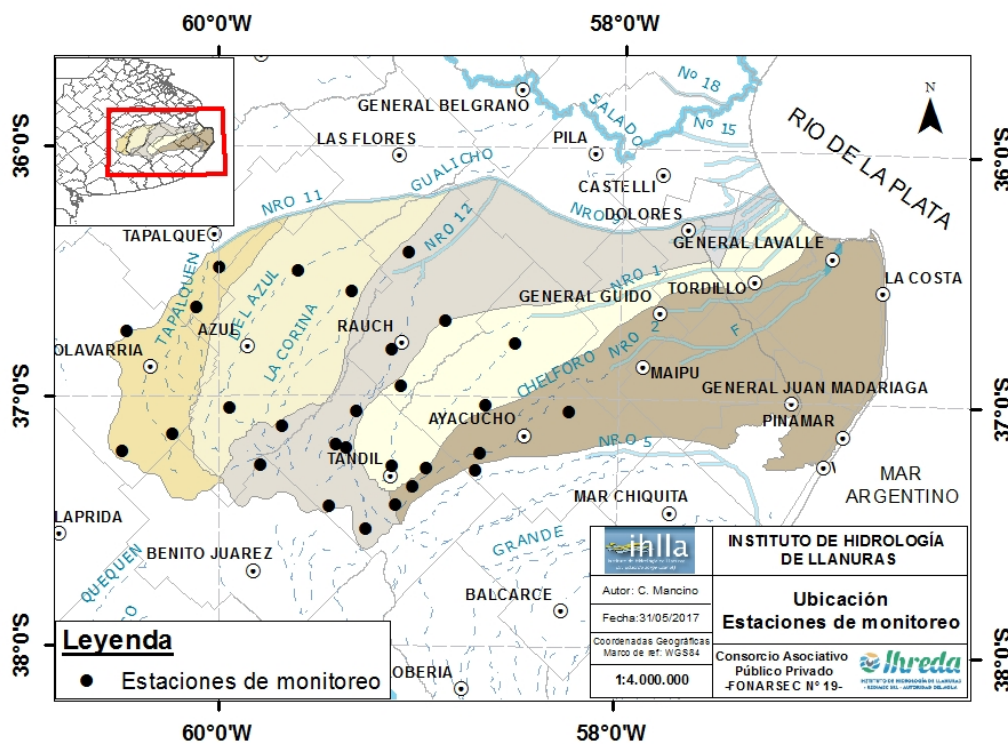 60°0'W
58°0'W
36°0'S
37°0'S
38°0'S
36°0'S
37°0'S
38°0'S
60°0'W
58°0'W
N
GENERAL BELGRANO
Nº 18
SALADO
Nº 15
RIO DE LA PLATA
LAS FLORES
PILA
GUALICHO
CASTELLI
NRO 11
NRO 12
NRO 9
DOLORES
TAPALQUE
GENERAL LAVALLE
TAPALQUEN
DEL AZUL
LA CORINA
NRO 1
TORDILLO
LA COSTA
GENERAL GUIDO
AZUL
RAUCH
NRO 2
F
OLAVARRIA
CHELFORO
MAIPU
GENERAL JUAN MADARIAGA
AYACUCHO
PINAMAR
NRO 5
TANDIL
MAR
ARGENTINO
MAR CHIQUITA
LAPRIDA
GRANDE
BENITO JUAREZ
QUEQUEN
BALCARCE
OBERIA
Leyenda
Estaciones de monitoreo
ihlla
Autor: C. Mancino
Fecha:31/05/2017
Coordenadas Geográficas
Marco de ref: WGS84
1:4.000.000
INSTITUTO DE HIDROLOGÍA
DE LLANURAS
Ubicación
Estaciones de monitoreo
Consorcio Asociativo
Público Privado
-FONARSEC Nº 19-
INSTITUTO DE HIDROLOGÍA DE LLANURAS